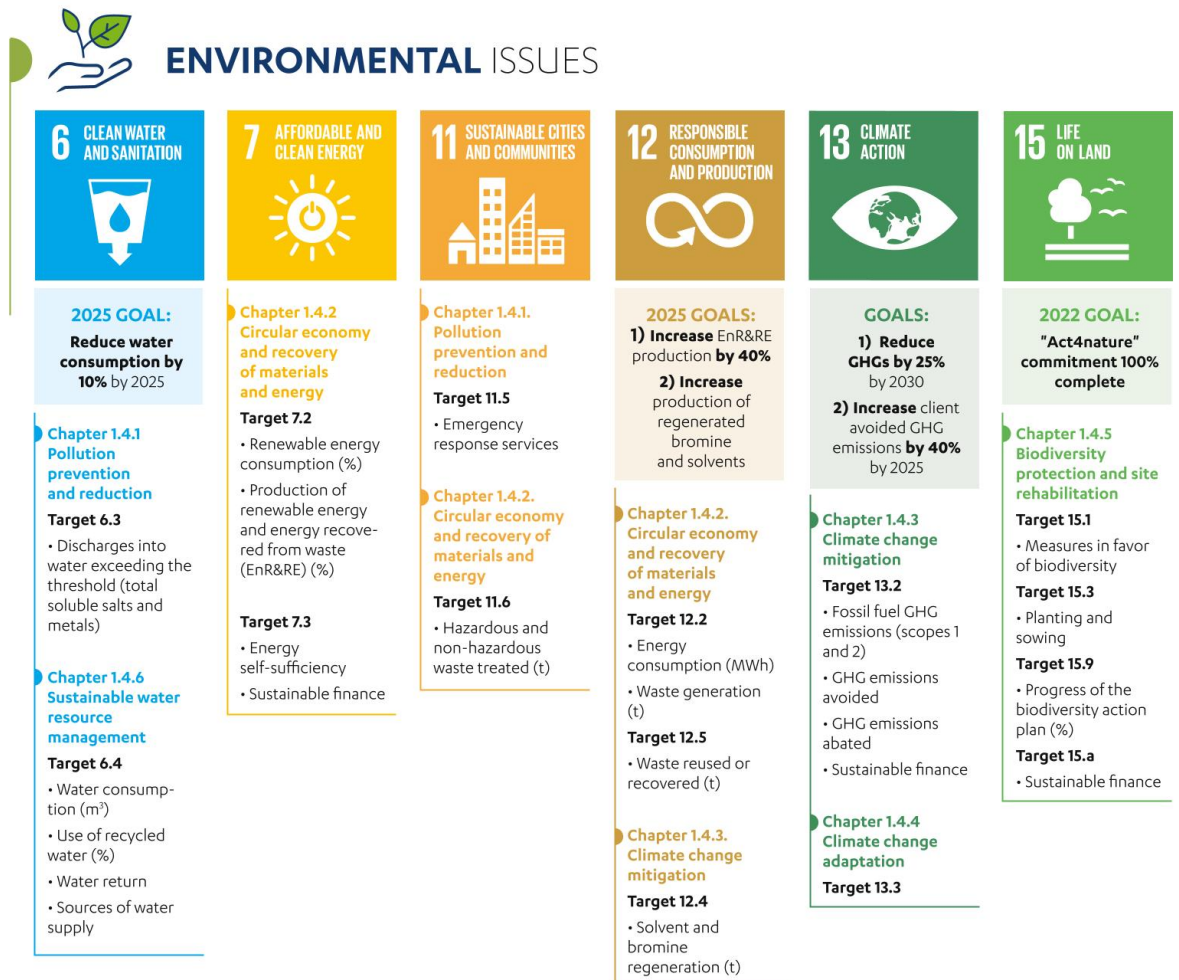 ENVIRONMENTAL ISSUES
6 CLEAN WATER
AND SANITATION
2025 GOAL:
Reduce water
consumption by
10% by 2025
Chapter 1.4.1
Pollution
prevention
and reduction
Target 6.3
• Discharges into
water exceeding the
threshold (total
soluble salts and
metals)
Chapter 1.4.6
Sustainable water
resource
management
Target 6.4
• Water consump-
tion (m³)
• Use of recycled
water (%)
• Water return
• Sources of water
supply
7 AFFORDABLE AND
CLEAN ENERGY
Chapter 1.4.2
Circular economy
and recovery
of materials
and energy
Target 7.2
• Renewable energy
consumption (%)
• Production of
renewable energy
and energy recove-
red from waste
(EnR&RE) (%)
Target 7.3
• Energy
self-sufficiency
• Sustainable finance
11 SUSTAINABLE CITIES
AND COMMUNITIES
Chapter 1.4.1.
Pollution
prevention and
reduction
Target 11.5
• Emergency
response services
Chapter 1.4.2.
Circular economy
and recovery of
materials and
energy
Target 11.6
• Hazardous and
non-hazardous
waste treated (t)
12 RESPONSIBLE
CONSUMPTION
AND PRODUCTION
2025 GOALS:
1) Increase EnR&RE
production by 40%
2) Increase
production of
regenerated
bromine
and solvents
Chapter 1.4.2.
Circular economy
and recovery
of materials
and energy
Target 12.2
• Energy
consumption (MWh)
• Waste generation
(t)
Target 12.5
• Waste reused or
recovered (t)
Chapter 1.4.3.
Climate change
mitigation
Target 12.4
• Solvent and
bromine
regeneration (t)
13 CLIMATE
ACTION
GOALS:
1) Reduce
GHGs by 25%
by 2030
2) Increase client
avoided GHG
emissions by 40%
by 2025
Chapter 1.4.3
Climate change
mitigation
Target 13.2
• Fossil fuel GHG
emissions (scopes 1
and 2)
• GHG emissions
avoided
• GHG emissions
abated
• Sustainable finance
Chapter 1.4.4
Climate change
adaptation
Target 13.3
15 LIFE
ON LAND
2022 GOAL:
"Act4nature"
commitment 100%
complete
Chapter 1.4.5
Biodiversity
protection and site
rehabilitation
Target 15.1
• Measures in favor
of biodiversity
Target 15.3
• Planting and
sowing
Target 15.9
• Progress of the
biodiversity action
plan (%)
Target 15.a
• Sustainable finance